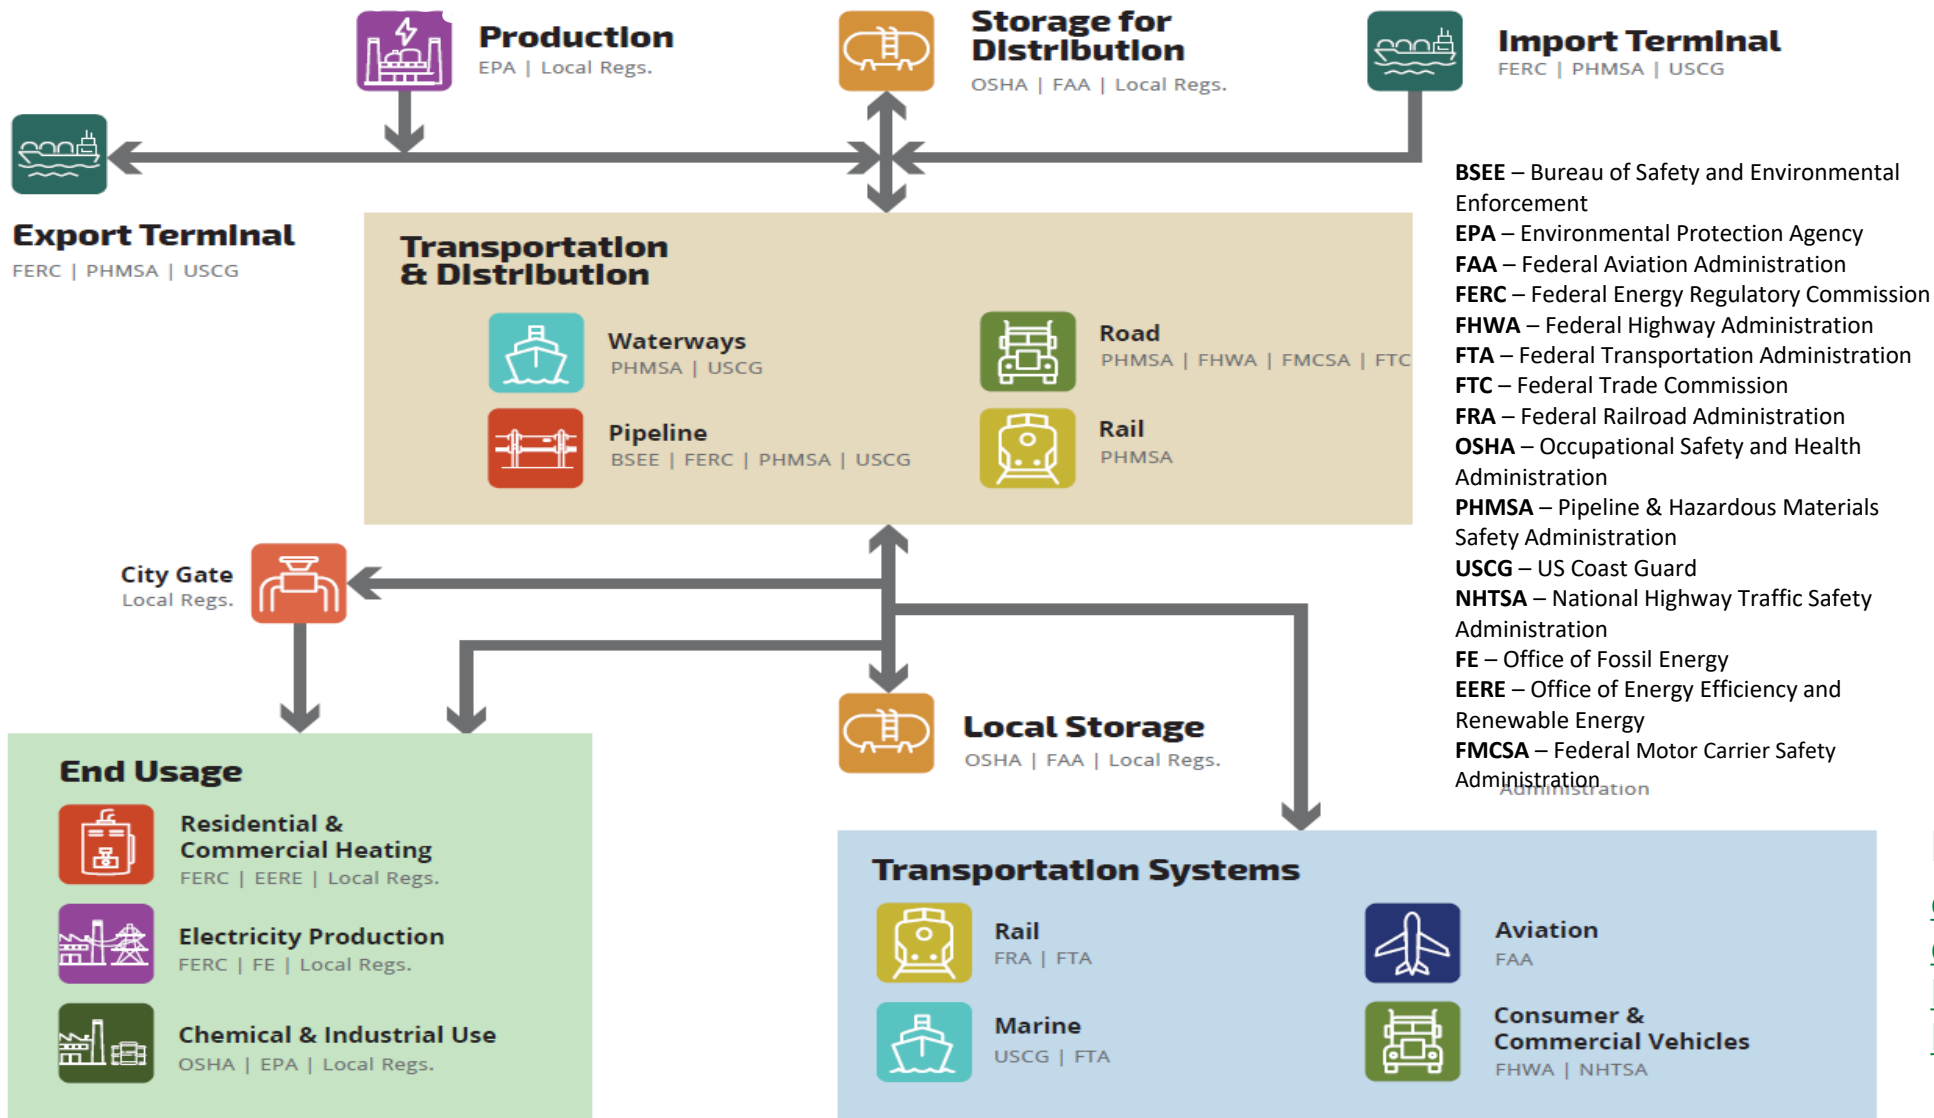 Production
EPA | Local Regs.
Storage for
Distribution
OSHA | FAA | Local Regs.
Import Terminal
FERC | PHMSA | USCG
Export Terminal
FERC | PHMSA | USCG
Transportation
& Distribution
Waterways
PHMSA | USCG
Road
PHMSA | FHWA | FMCSA | FTC
Pipeline
BSEE | FERC | PHMSA | USCG
Rail
PHMSA
BSEE – Bureau of Safety and Environmental
Enforcement
EPA – Environmental Protection Agency
FAA – Federal Aviation Administration
FERC – Federal Energy Regulatory Commission
FHWA – Federal Highway Administration
FTA – Federal Transportation Administration
FTC – Federal Trade Commission
FRA – Federal Railroad Administration
OSHA – Occupational Safety and Health
Administration
PHMSA – Pipeline & Hazardous Materials
Safety Administration
USCG – US Coast Guard
NHTSA – National Highway Traffic Safety
Administration
FE – Office of Fossil Energy
EERE – Office of Energy Efficiency and
Renewable Energy
FMCSA – Federal Motor Carrier Safety
Administration
Administration
City Gate
Local Regs.
Local Storage
OSHA | FAA | Local Regs.
End Usage
Residential &
Commercial Heating
FERC | EERE | Local Regs.
Electricity Production
FERC | FE | Local Regs.
Chemical & Industrial Use
OSHA | EPA | Local Regs.
Transportation Systems
Rail
FRA | FTA
Aviation
FAA
Marine
USCG | FTA
Consumer &
Commercial Vehicles
FHWA | NHTSA